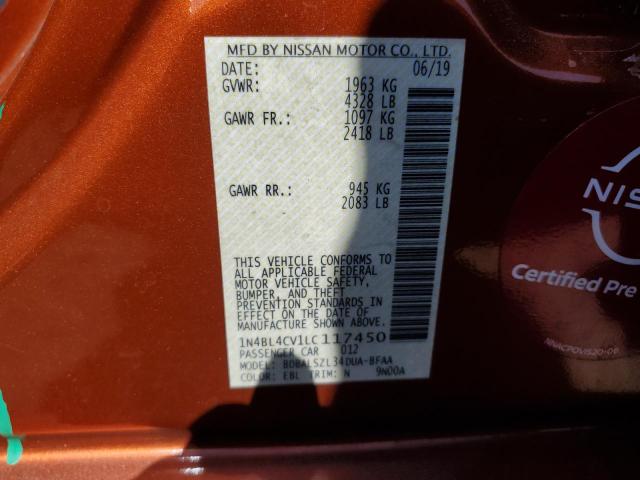 MFD BY NISSAN MOTOR CO., LTD.
DATE: 06/19
GVWR: 1963 KG
4328 LB
GAWR FR.: 1097 KG
2418 LB
GAWR RR.: 945 KG
2083 LB
THIS VEHICLE CONFORMS TO
ALL APPLICABLE FEDERAL
MOTOR VEHICLE SAFETY,
BUMPER, AND THEFT
PREVENTION STANDARDS IN
EFFECT ON THE DATE OF
MANUFACTURE SHOWN ABOVE.
1N4BL4CV1LC117450
PASSENGER CAR 012
MODEL: BDBALSZL34DUA-BFAA
COLOR: EBL TRIM: N 9N00A
NIS
Certified Pre
NNACPOVIS20-06